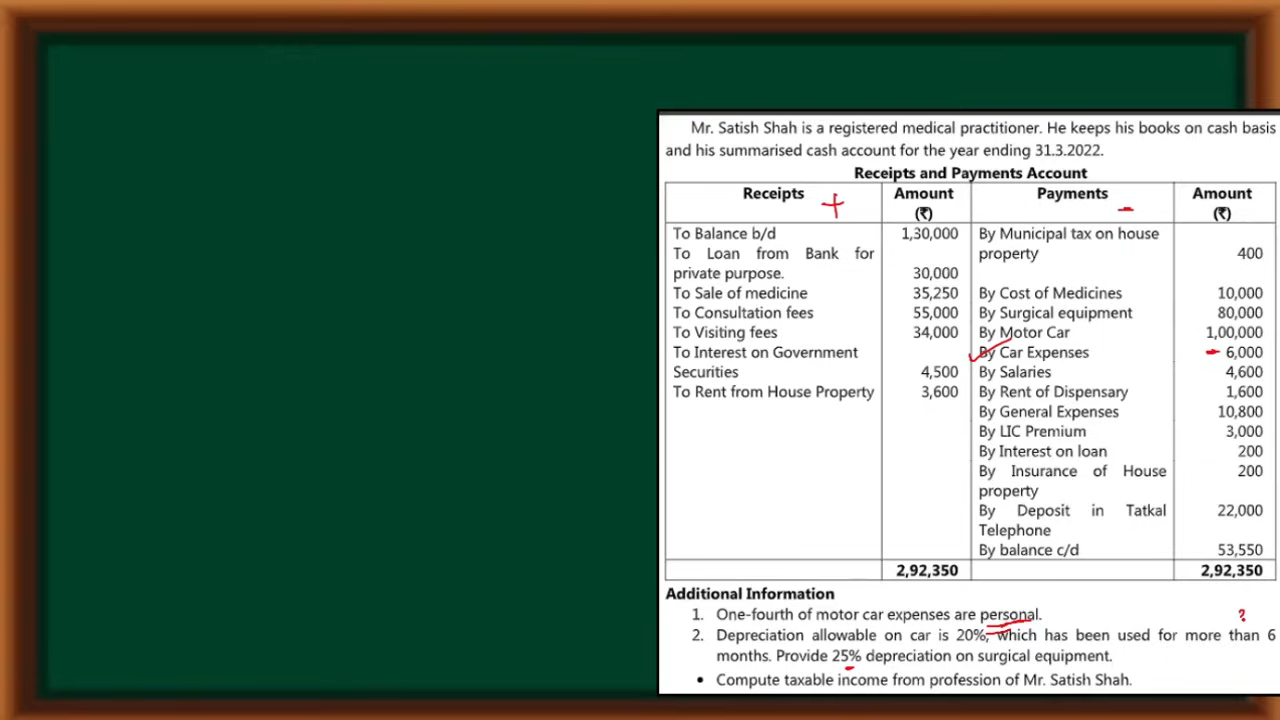 Mr. Satish Shah is a registered medical practitioner. He keeps his books on cash basis
and his summarised cash account for the year ending 31.3.2022.
Receipts and Payments Account
Receipts + Amount (₹) Payments - Amount (₹)
To Balance b/d 1,30,000 By Municipal tax on house
To Loan from Bank for property 400
private purpose. 30,000
To Sale of medicine 35,250 By Cost of Medicines 10,000
To Consultation fees 55,000 By Surgical equipment 80,000
To Visiting fees 34,000 By Motor Car 1,00,000
To Interest on Government By Car Expenses - 6,000
Securities 4,500 By Salaries 4,600
To Rent from House Property 3,600 By Rent of Dispensary 1,600
By General Expenses 10,800
By LIC Premium 3,000
By Interest on loan 200
By Insurance of House 200
property
By Deposit in Tatkal 22,000
Telephone
By balance c/d 53,550
2,92,350 2,92,350
Additional Information
1. One-fourth of motor car expenses are personal. ?
2. Depreciation allowable on car is 20%, which has been used for more than 6
months. Provide 25% depreciation on surgical equipment.
• Compute taxable income from profession of Mr. Satish Shah.